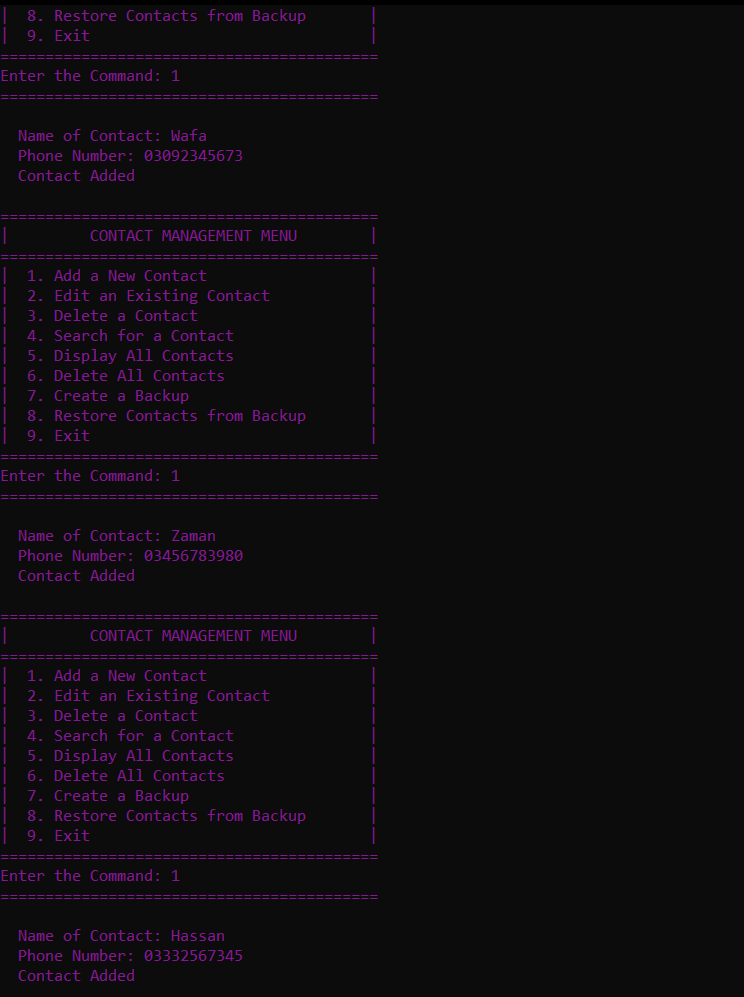 |  8. Restore Contacts from Backup       |
|  9. Exit                               |
==========================================
Enter the Command: 1
==========================================
  Name of Contact: Wafa
  Phone Number: 03092345673
  Contact Added
==========================================
|         CONTACT MANAGEMENT MENU        |
==========================================
|  1. Add a New Contact                  |
|  2. Edit an Existing Contact           |
|  3. Delete a Contact                   |
|  4. Search for a Contact               |
|  5. Display All Contacts               |
|  6. Delete All Contacts                |
|  7. Create a Backup                    |
|  8. Restore Contacts from Backup       |
|  9. Exit                               |
==========================================
Enter the Command: 1
==========================================
  Name of Contact: Zaman
  Phone Number: 03456783980
  Contact Added
==========================================
|         CONTACT MANAGEMENT MENU        |
==========================================
|  1. Add a New Contact                  |
|  2. Edit an Existing Contact           |
|  3. Delete a Contact                   |
|  4. Search for a Contact               |
|  5. Display All Contacts               |
|  6. Delete All Contacts                |
|  7. Create a Backup                    |
|  8. Restore Contacts from Backup       |
|  9. Exit                               |
==========================================
Enter the Command: 1
==========================================
  Name of Contact: Hassan
  Phone Number: 03332567345
  Contact Added